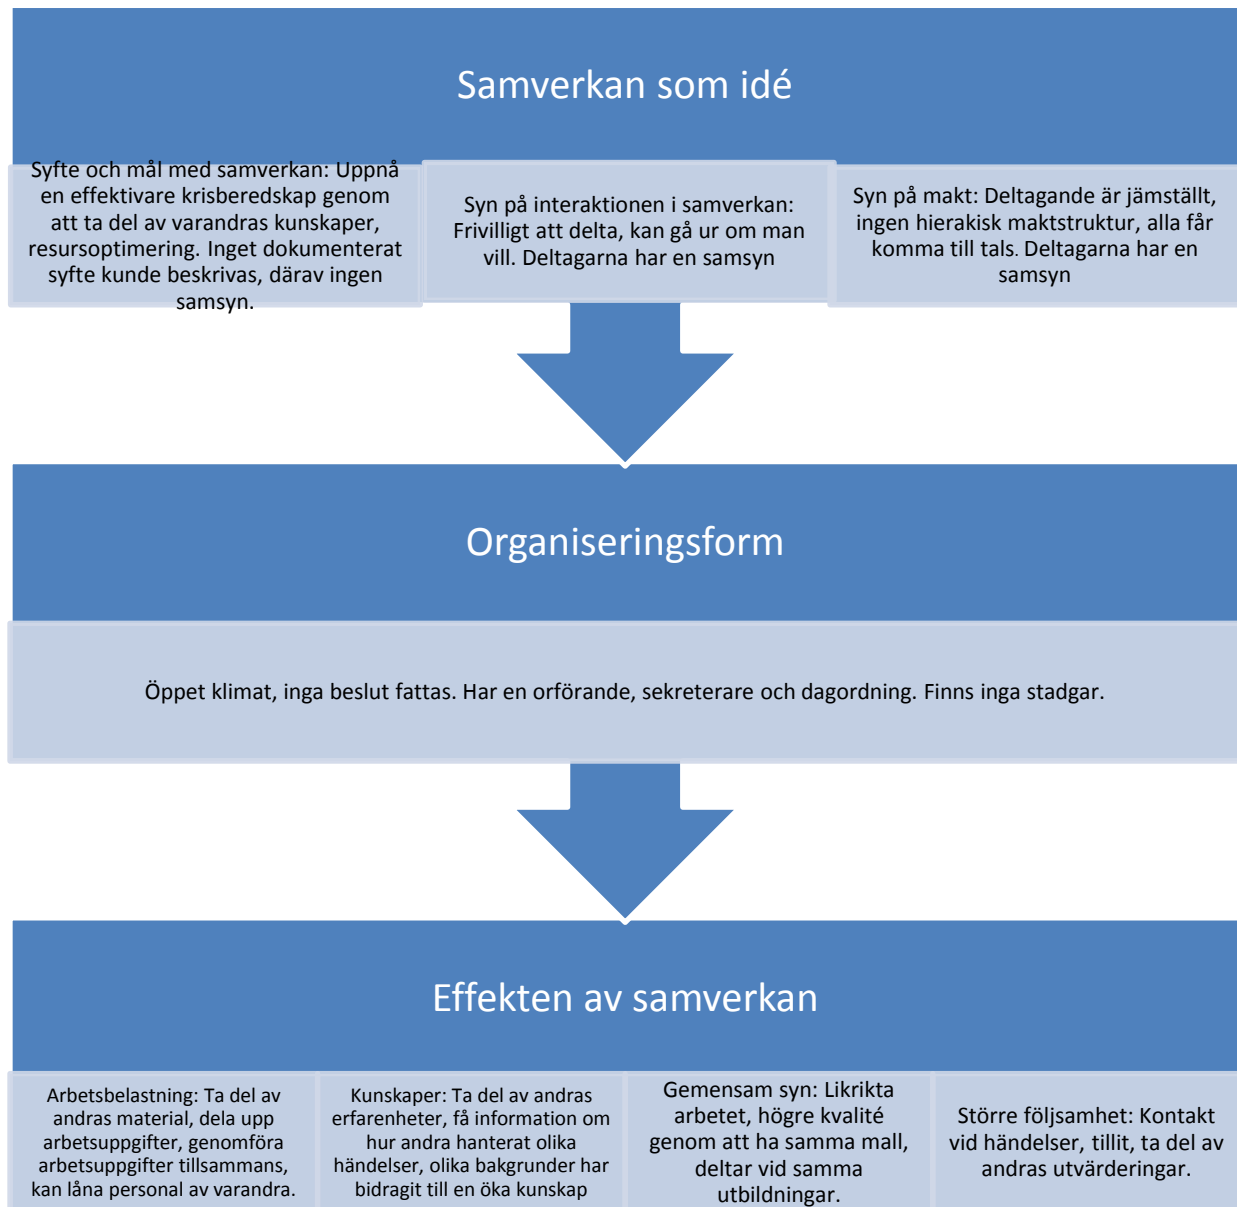 Samverkan som idé
Syfte och mål med samverkan: Uppnå
en effektivare krisberedskap genom
att ta del av varandras kunskaper,
resursoptimering. Inget dokumenterat
syfte kunde beskrivas, därav ingen
samsyn.
Syn på interaktionen i samverkan:
Frivilligt att delta, kan gå ur om man
vill. Deltagarna har en samsyn
Syn på makt: Deltagande är jämställt,
ingen hierakisk maktstruktur, alla får
komma till tals. Deltagarna har en
samsyn
Organiseringsform
Öppet klimat, inga beslut fattas. Har en orförande, sekreterare och dagordning. Finns inga stadgar.
Effekten av samverkan
Arbetsbelastning: Ta del av
andras material, dela upp
arbetsuppgifter, genomföra
arbetsuppgifter tillsammans,
kan låna personal av varandra.
Kunskaper: Ta del av andras
erfarenheter, få information om
hur andra hanterat olika
händelser, olika bakgrunder har
bidragit till en öka kunskap
Gemensam syn: Likrikta
arbetet, högre kvalité
genom att ha samma mall,
deltar vid samma
utbildningar.
Större följsamhet: Kontakt
vid händelser, tillit, ta del av
andras utvärderingar.